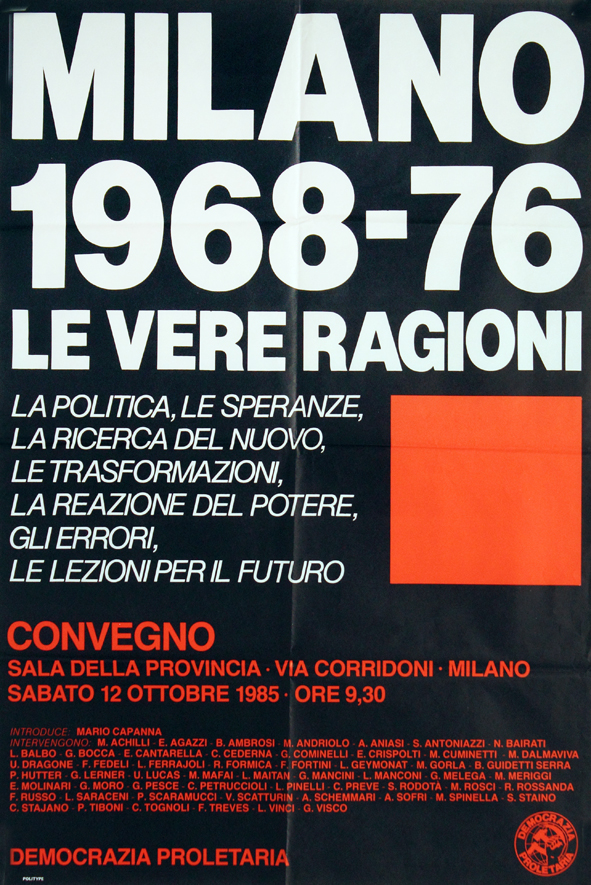 MILANO
1968-76
LE VERE RAGIONI
LA POLITICA, LE SPERANZE,
LA RICERCA DEL NUOVO,
LE TRASFORMAZIONI,
LA REAZIONE DEL POTERE,
GLI ERRORI,
LE LEZIONI PER IL FUTURO
CONVEGNO
SALA DELLA PROVINCIA · VIA CORRIDONI · MILANO
SABATO 12 OTTOBRE 1985 · ORE 9,30
INTRODUCE: MARIO CAPANNA
INTERVENGONO: M. ACHILLI · E. AGAZZI · B. AMBROSI · M. ANDRIOLO · A. ANIASI · S. ANTONIAZZI · N. BAIRATI
L. BALBO · G. BOCCA · E. CANTARELLA · C. CEDERNA · G. COMINELLI · E. CRISPOLTI · M. CUMINETTI · M. DALMAVIVA
U. DRAGONE · F. FEDELI · L. FERRAJOLI · R. FORMICA · F. FORTINI · L. GEYMONAT · M. GORLA · B. GUIDETTI SERRA
P. HUTTER · G. LERNER · U. LUCAS · M. MAFAI · L. MAITAN · G. MANCINI · L. MANCONI · G. MELEGA · M. MERIGGI
E. MOLINARI · G. MORO · G. PESCE · C. PETRUCCIOLI · L. PINELLI · C. PREVE · S. RODOTÀ · M. ROSCI · R. ROSSANDA
F. RUSSO · L. SARACENI · P. SCARAMUCCI · V. SCATTURIN · A. SCHEMMARI · A. SOFRI · M. SPINELLA · S. STAINO
C. STAJANO · P. TIBONI · C. TOGNOLI · F. TREVES · L. VINCI · G. VISCO
DEMOCRAZIA PROLETARIA
DEMOCRAZIA
PROLETARIA
POLITYPE